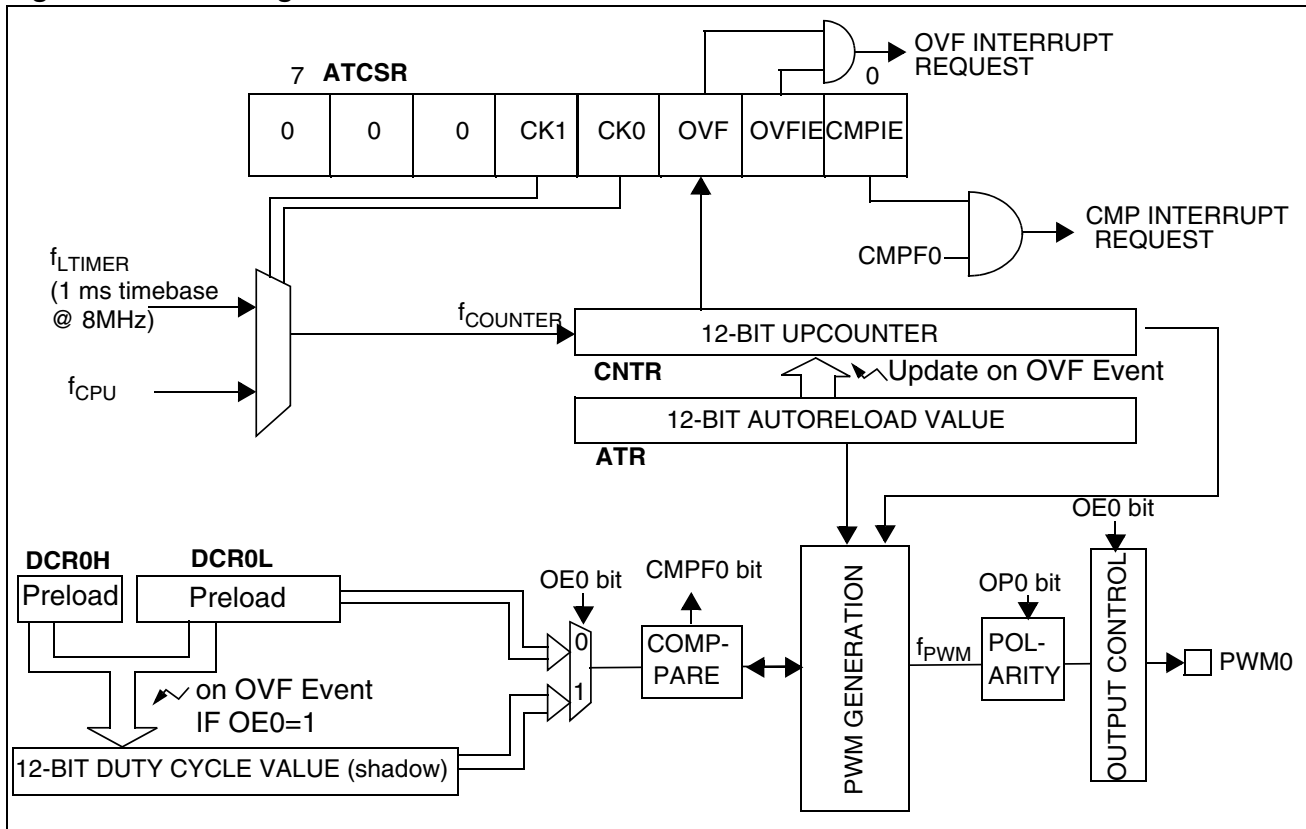 OVF INTERRUPT
REQUEST
7 ATCSR 0
0 0 0 CK1 CK0 OVF OVFIE CMPIE
CMP INTERRUPT
REQUEST
CMPF0
fLTIMER
(1 ms timebase
@ 8MHz)
fCOUNTER
12-BIT UPCOUNTER
CNTR
Update on OVF Event
fCPU
12-BIT AUTORELOAD VALUE
ATR
OE0 bit
DCR0H DCR0L
Preload Preload
OE0 bit
CMPF0 bit
OP0 bit
0
1
COMP-
PARE
PWM GENERATION
fPWM
POL-
ARITY
OUTPUT CONTROL
PWM0
on OVF Event
IF OE0=1
12-BIT DUTY CYCLE VALUE (shadow)